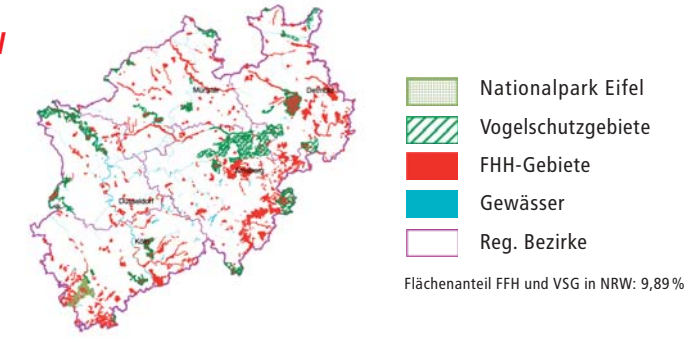 Münster
Detmold
Arnsberg
Düsseldorf
Köln
Nationalpark Eifel
Vogelschutzgebiete
FHH-Gebiete
Gewässer
Reg. Bezirke
Flächenanteil FFH und VSG in NRW: 9,89 %